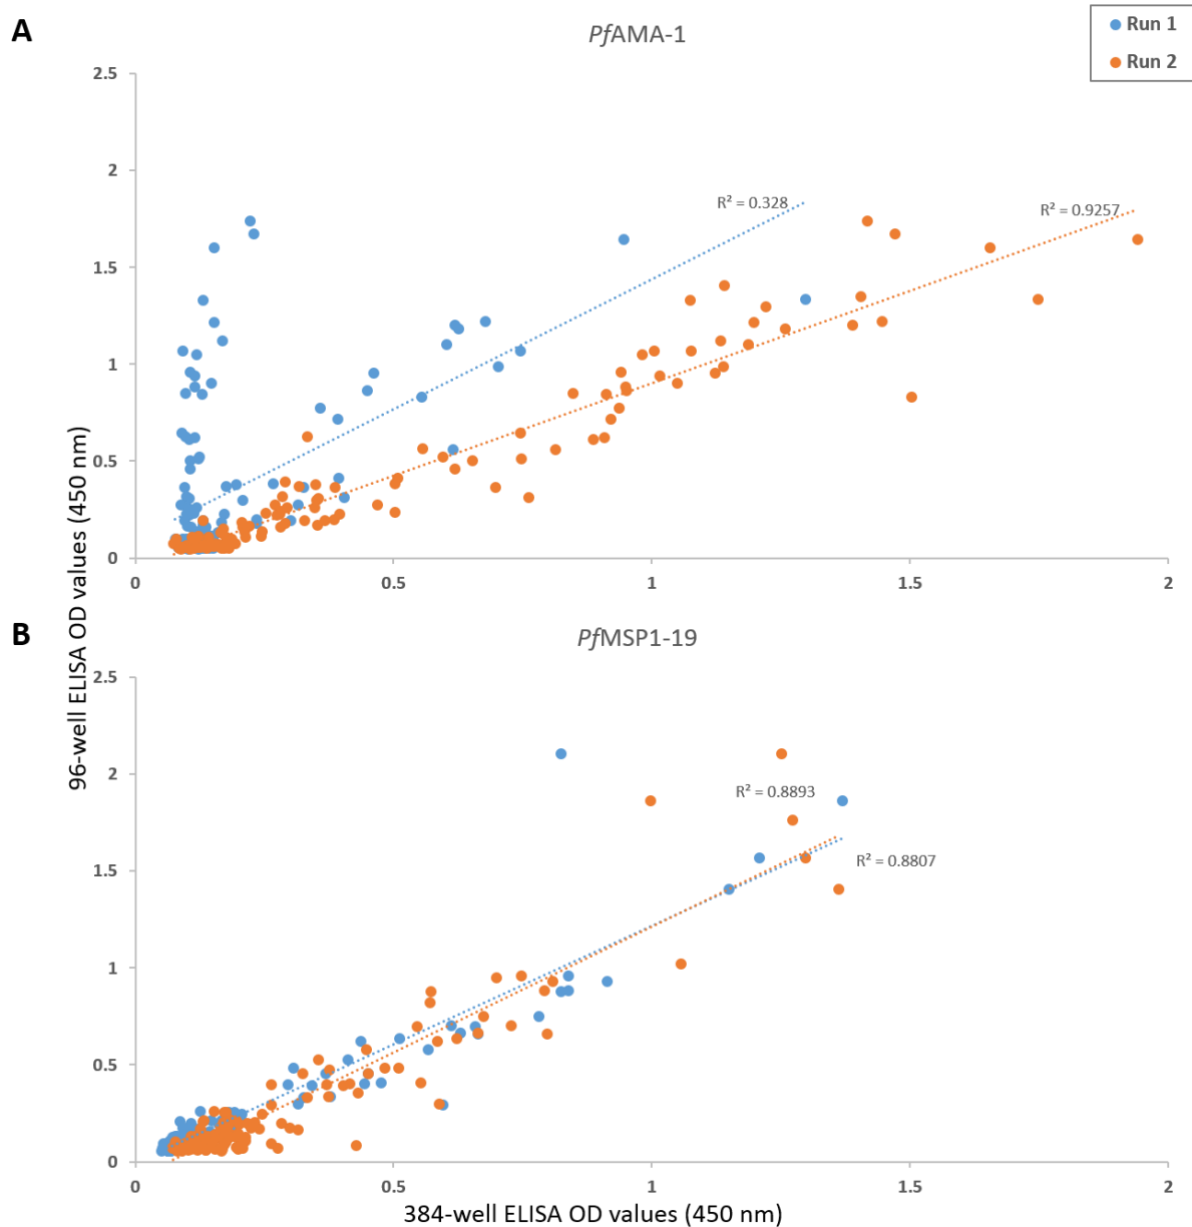 A
PfAMA-1
Run 1
Run 2
2.5
2
1.5
1
0.5
0
R² = 0.328
R² = 0.9257
0 0.5 1 1.5 2
96-well ELISA OD values (450 nm)
B
PfMSP1-19
2.5
2
1.5
1
0.5
0
R² = 0.8893
R² = 0.8807
0 0.5 1 1.5 2
384-well ELISA OD values (450 nm)